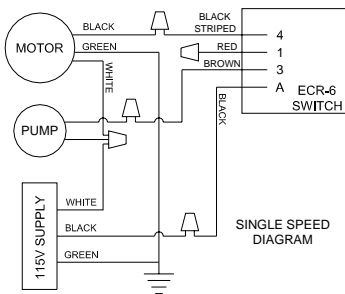 BLACK
BLACK
STRIPED
4
MOTOR
GREEN
RED
1
WHITE
BROWN
3
A
BLACK
ECR-6
SWITCH
PUMP
115V SUPPLY
WHITE
BLACK
GREEN
SINGLE SPEED
DIAGRAM